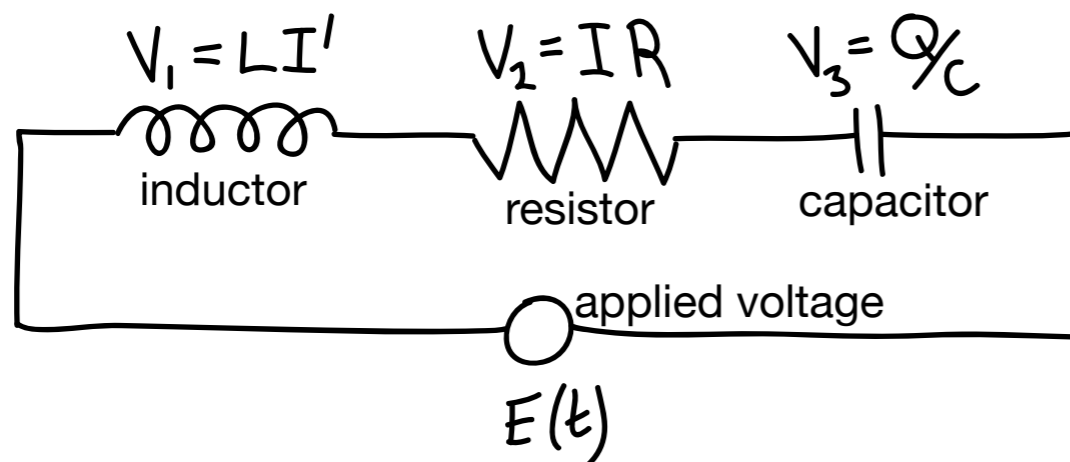 V₁ = LI' V₂ = IR V₃ = Q/C
inductor resistor capacitor
applied voltage
E(t)